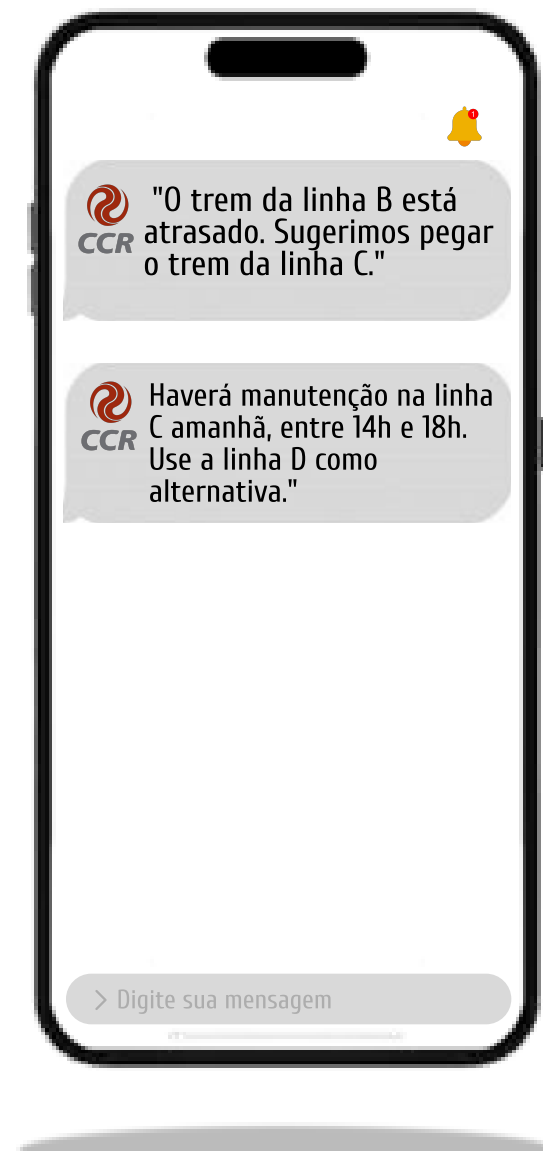 1
"O trem da linha B está
atrasado. Sugerimos pegar
o trem da linha C."
CCR
Haverá manutenção na linha
C amanhã, entre 14h e 18h.
Use a linha D como
alternativa."
CCR
> Digite sua mensagem